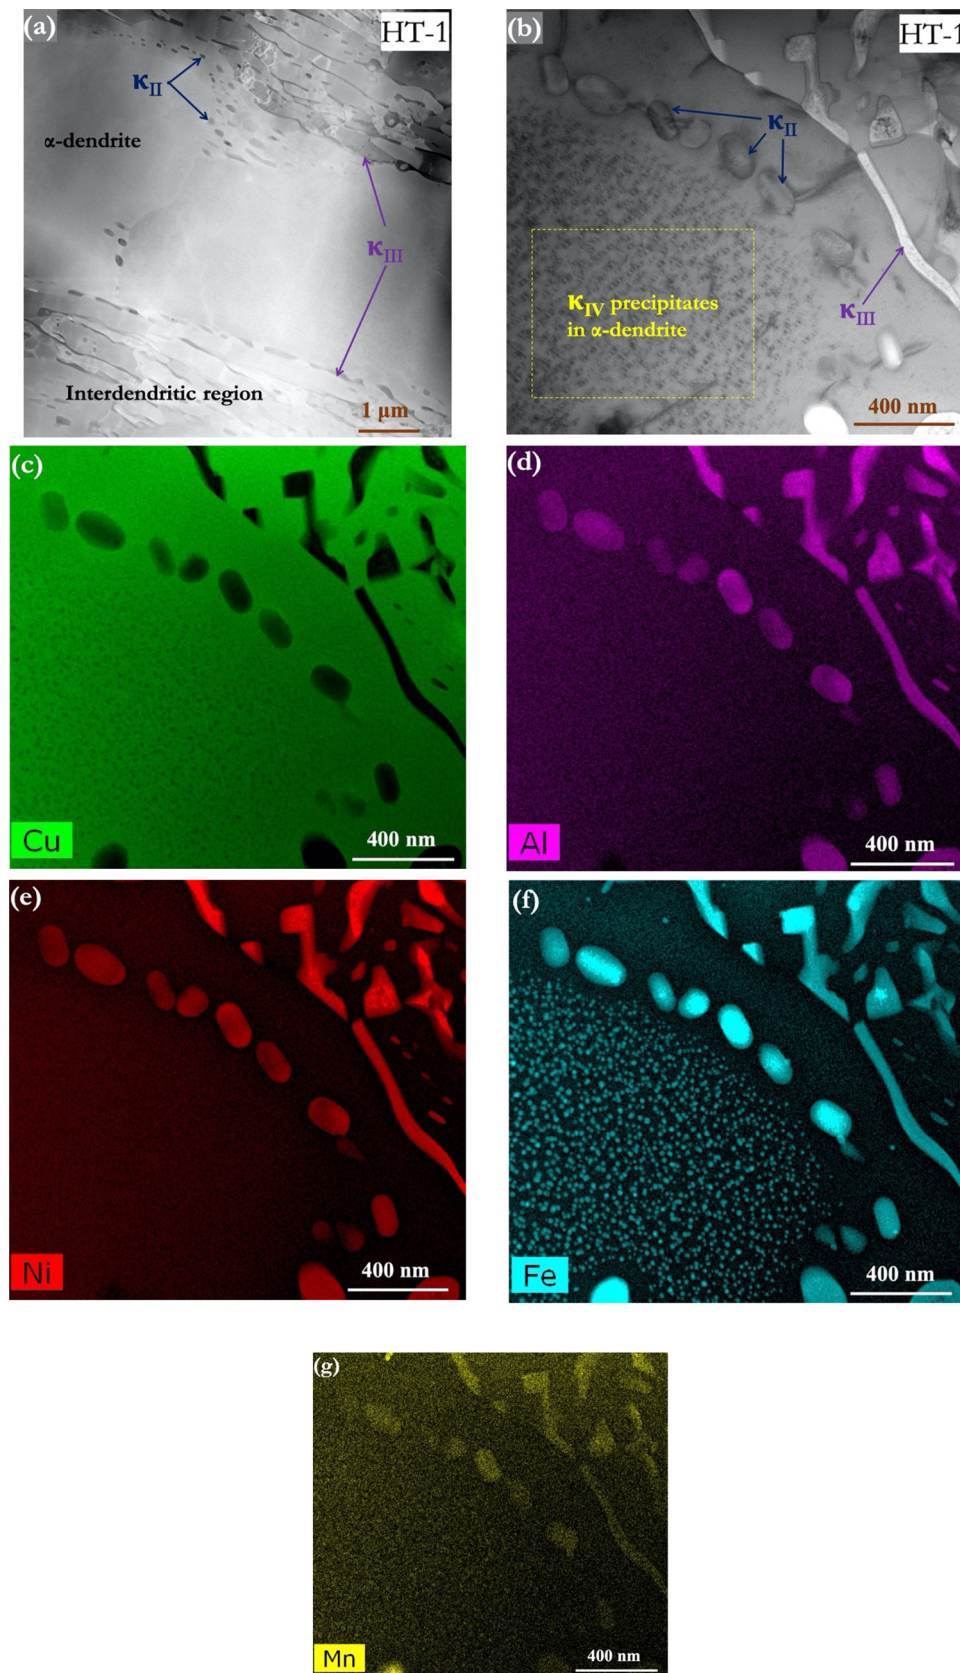 (a)
HT-1
κII
α-dendrite
κIII
Interdendritic region
1 μm
(b)
HT-1
κII
κIV precipitates
in α-dendrite
κIII
400 nm
(c)
Cu
400 nm
(d)
Al
400 nm
(e)
Ni
400 nm
(f)
Fe
400 nm
(g)
Mn
400 nm